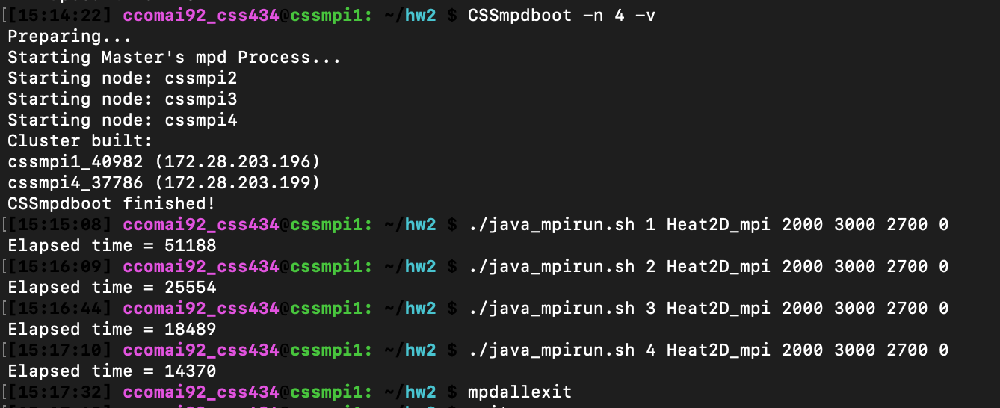 [[15:14:22] ccomai92_css434@cssmpi1: ~/hw2 $ CSSmpdboot -n 4 -v
Preparing...
Starting Master's mpd Process...
Starting node: cssmpi2
Starting node: cssmpi3
Starting node: cssmpi4
Cluster built:
cssmpi1_40982 (172.28.203.196)
cssmpi4_37786 (172.28.203.199)
CSSmpdboot finished!
[[15:15:08] ccomai92_css434@cssmpi1: ~/hw2 $ ./java_mpirun.sh 1 Heat2D_mpi 2000 3000 2700 0
Elapsed time = 51188
[[15:16:09] ccomai92_css434@cssmpi1: ~/hw2 $ ./java_mpirun.sh 2 Heat2D_mpi 2000 3000 2700 0
Elapsed time = 25554
[[15:16:44] ccomai92_css434@cssmpi1: ~/hw2 $ ./java_mpirun.sh 3 Heat2D_mpi 2000 3000 2700 0
Elapsed time = 18489
[[15:17:10] ccomai92_css434@cssmpi1: ~/hw2 $ ./java_mpirun.sh 4 Heat2D_mpi 2000 3000 2700 0
Elapsed time = 14370
[[15:17:32] ccomai92_css434@cssmpi1: ~/hw2 $ mpdallexit